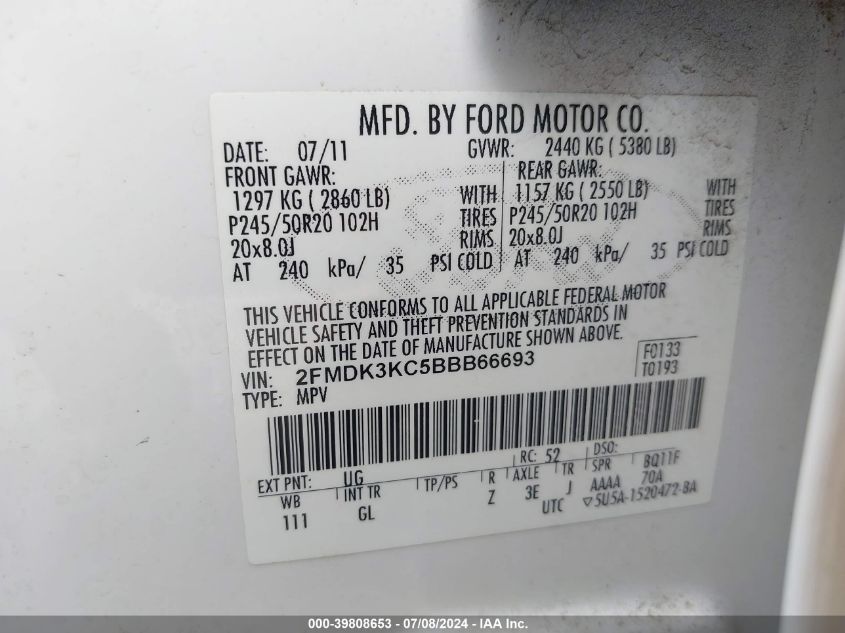 MFD. BY FORD MOTOR CO.
DATE: 07/11 GVWR: 2440 KG ( 5380 LB)
FRONT GAWR: REAR GAWR:
1297 KG ( 2860 LB) WITH 1157 KG ( 2550 LB) WITH
P245/50R20 102H TIRES P245/50R20 102H TIRES
20x8.0J RIMS 20x8.0J RIMS
AT 240 kPa/ 35 PSI COLD AT 240 kPa/ 35 PSI COLD
THIS VEHICLE CONFORMS TO ALL APPLICABLE FEDERAL MOTOR
VEHICLE SAFETY AND THEFT PREVENTION STANDARDS IN
EFFECT ON THE DATE OF MANUFACTURE SHOWN ABOVE.
VIN: 2FMDK3KC5BBB66693 F0133
TYPE: MPV T0193
EXT PNT: UG RC: 52 DSO:
WB INT TR TP/PS R AXLE TR SPR BQ11F
111 GL Z 3E J AAAA 70A
UTC ▽5U5A-1520472-BA
000-39808653 - 07/08/2024 - IAA Inc.